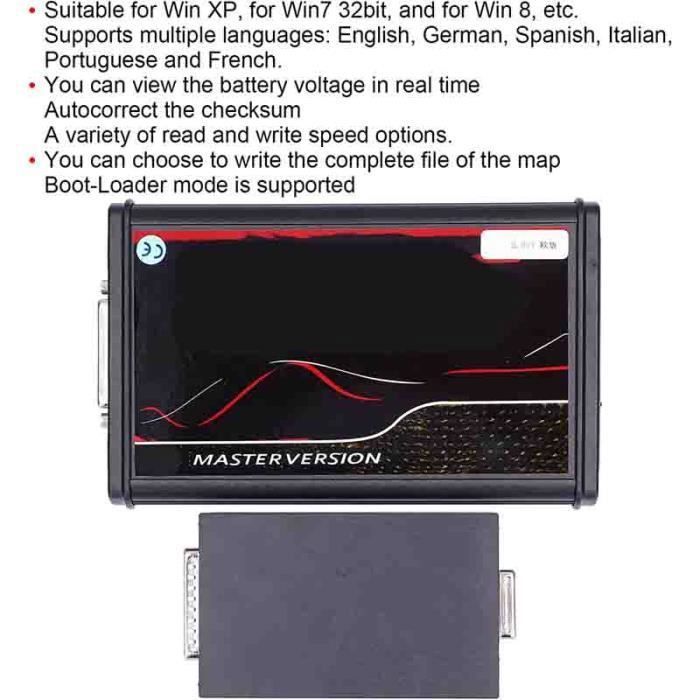 • Suitable for Win XP, for Win7 32bit, and for Win 8, etc.
Supports multiple languages: English, German, Spanish, Italian,
Portuguese and French.
• You can view the battery voltage in real time
Autocorrect the checksum
A variety of read and write speed options.
• You can choose to write the complete file of the map
Boot-Loader mode is supported
CE
MASTER VERSION